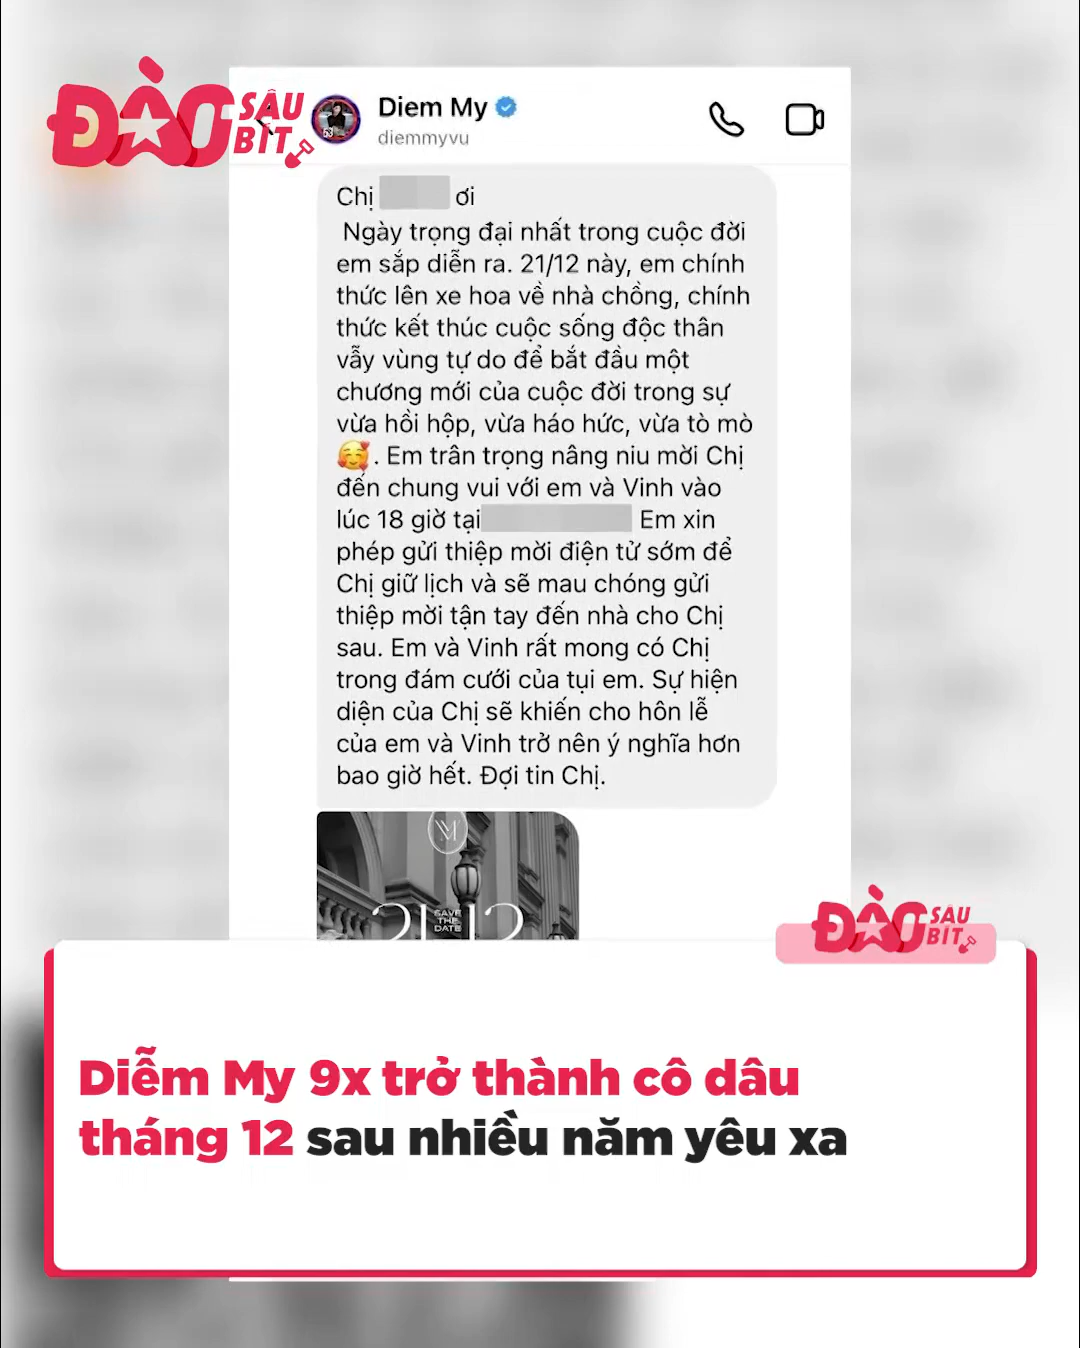 ĐÀO SÂU
BÍT
Diem My
diemmyvu
53
Chị ơi
Ngày trọng đại nhất trong cuộc đời
em sắp diễn ra. 21/12 này, em chính
thức lên xe hoa về nhà chồng, chính
thức kết thúc cuộc sống độc thân
vẫy vùng tự do để bắt đầu một
chương mới của cuộc đời trong sự
vừa hồi hộp, vừa háo hức, vừa tò mò
🥰. Em trân trọng nâng niu mời Chị
đến chung vui với em và Vinh vào
lúc 18 giờ tại Em xin
phép gửi thiệp mời điện tử sớm để
Chị giữ lịch và sẽ mau chóng gửi
thiệp mời tận tay đến nhà cho Chị
sau. Em và Vinh rất mong có Chị
trong đám cưới của tụi em. Sự hiện
diện của Chị sẽ khiến cho hôn lễ
của em và Vinh trở nên ý nghĩa hơn
bao giờ hết. Đợi tin Chị.
SAVE
THE
DATE
21 12
ĐÀO SÂU
BÍT
Diễm My 9x trở thành cô dâu
tháng 12 sau nhiều năm yêu xa